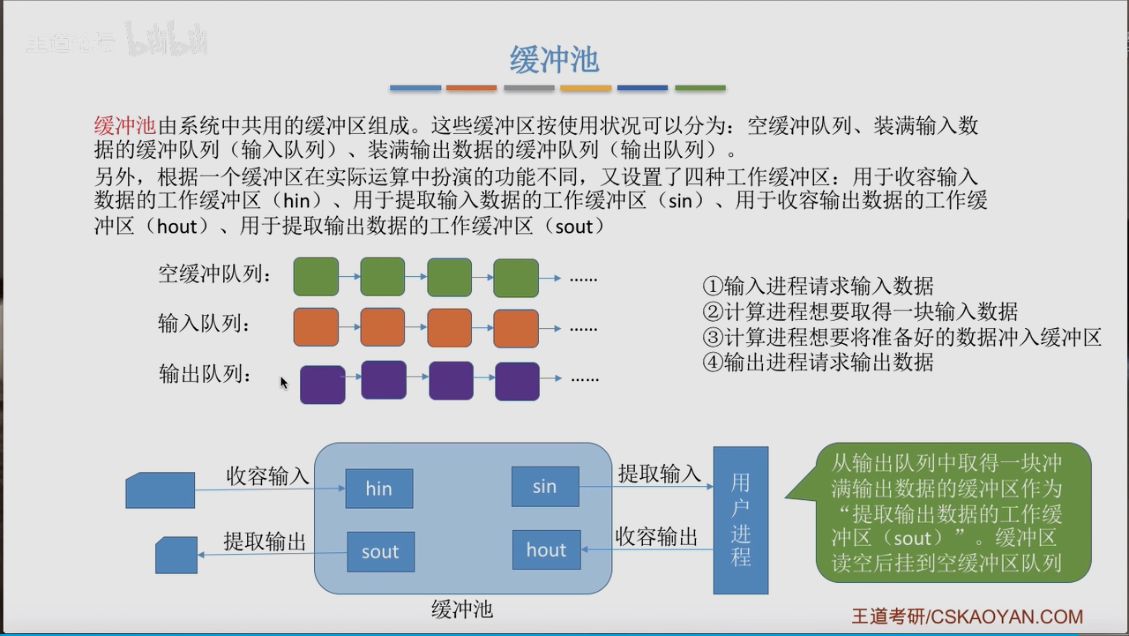 缓冲池
缓冲池由系统中共用的缓冲区组成。这些缓冲区按使用状况可以分为：空缓冲队列、装满输入数
据的缓冲队列（输入队列）、装满输出数据的缓冲队列（输出队列）。
另外，根据一个缓冲区在实际运算中扮演的功能不同，又设置了四种工作缓冲区：用于收容输入
数据的工作缓冲区（hin）、用于提取输入数据的工作缓冲区（sin）、用于收容输出数据的工作缓
冲区（hout）、用于提取输出数据的工作缓冲区（sout）
空缓冲队列：
……
输入队列：
……
输出队列：
……
①输入进程请求输入数据
②计算进程想要取得一块输入数据
③计算进程想要将准备好的数据冲入缓冲区
④输出进程请求输出数据
收容输入
hin
sin
提取输入
提取输出
sout
hout
收容输出
用户进程
缓冲池
从输出队列中取得一块冲
满输出数据的缓冲区作为
“提取输出数据的工作缓
冲区（sout）”。缓冲区
读空后挂到空缓冲区队列
王道考研/CSKAOYAN.COM
bilibili